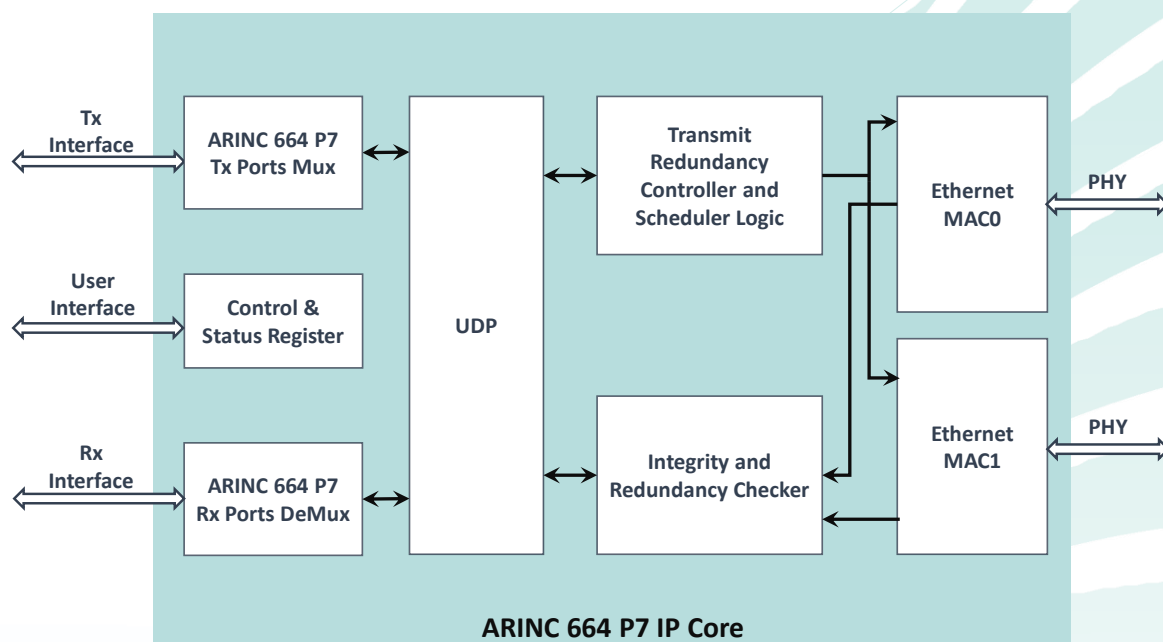 Tx
Interface
ARINC 664 P7
Tx Ports Mux
User
Interface
Control &
Status Register
Rx
Interface
ARINC 664 P7
Rx Ports DeMux
UDP
Transmit
Redundancy
Controller and
Scheduler Logic
Integrity and
Redundancy Checker
Ethernet
MAC0
PHY
Ethernet
MAC1
PHY
ARINC 664 P7 IP Core